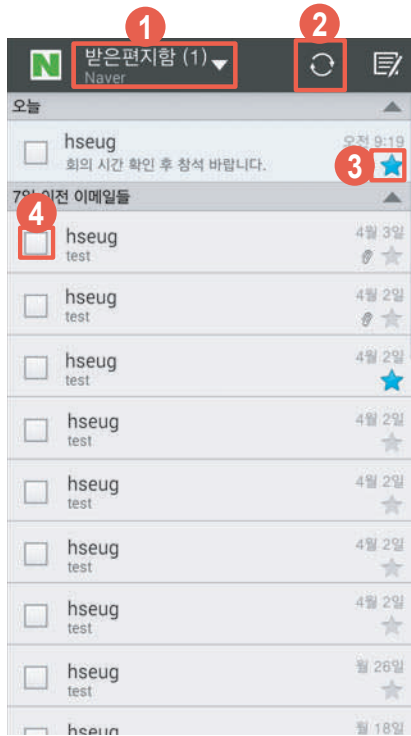 1
2
N
받은편지함 (1)
Naver
오늘
hseug
오전 9:19
회의 시간 확인 후 참석 바랍니다.
3
이전 이메일들
4
hseug
4월 3일
test
hseug
4월 2일
test
hseug
4월 2일
test
hseug
4월 2일
test
hseug
4월 2일
test
hseug
4월 2일
test
hseug
4월 2일
test
hseug
월 26일
test
hseug
월 18일